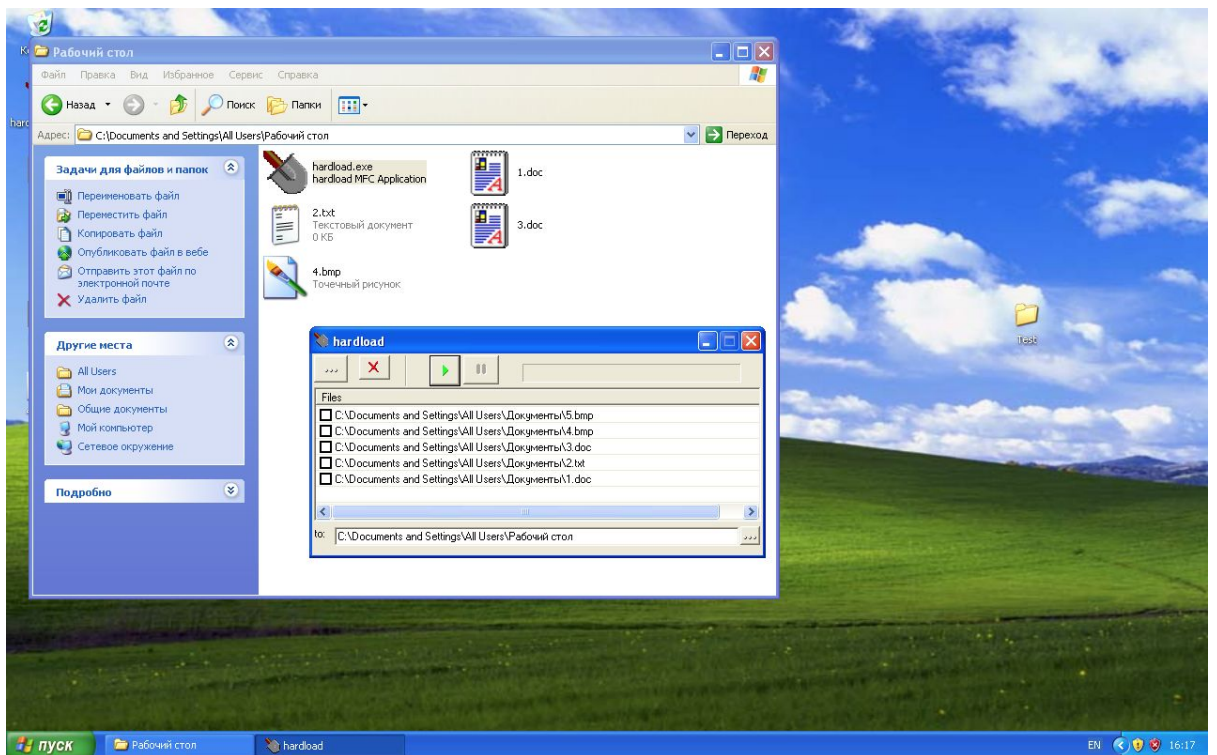 Рабочий стол
Файл Правка Вид Избранное Сервис Справка
Назад Поиск Папки
Адрес: C:\Documents and Settings\All Users\Рабочий стол Переход
Задачи для файлов и папок
Переименовать файл
Переместить файл
Копировать файл
Опубликовать файл в вебе
Отправить этот файл по
электронной почте
Удалить файл
Другие места
All Users
Мои документы
Общие документы
Мой компьютер
Сетевое окружение
Подробно
hardload.exe
hardload MFC Application
1.doc
2.txt
Текстовый документ
0 КБ
3.doc
4.bmp
Точечный рисунок
hardload
...
Files
C:\Documents and Settings\All Users\Документы\5.bmp
C:\Documents and Settings\All Users\Документы\4.bmp
C:\Documents and Settings\All Users\Документы\3.doc
C:\Documents and Settings\All Users\Документы\2.txt
C:\Documents and Settings\All Users\Документы\1.doc
to: C:\Documents and Settings\All Users\Рабочий стол ...
Test
пуск Рабочий стол hardload EN 16:17